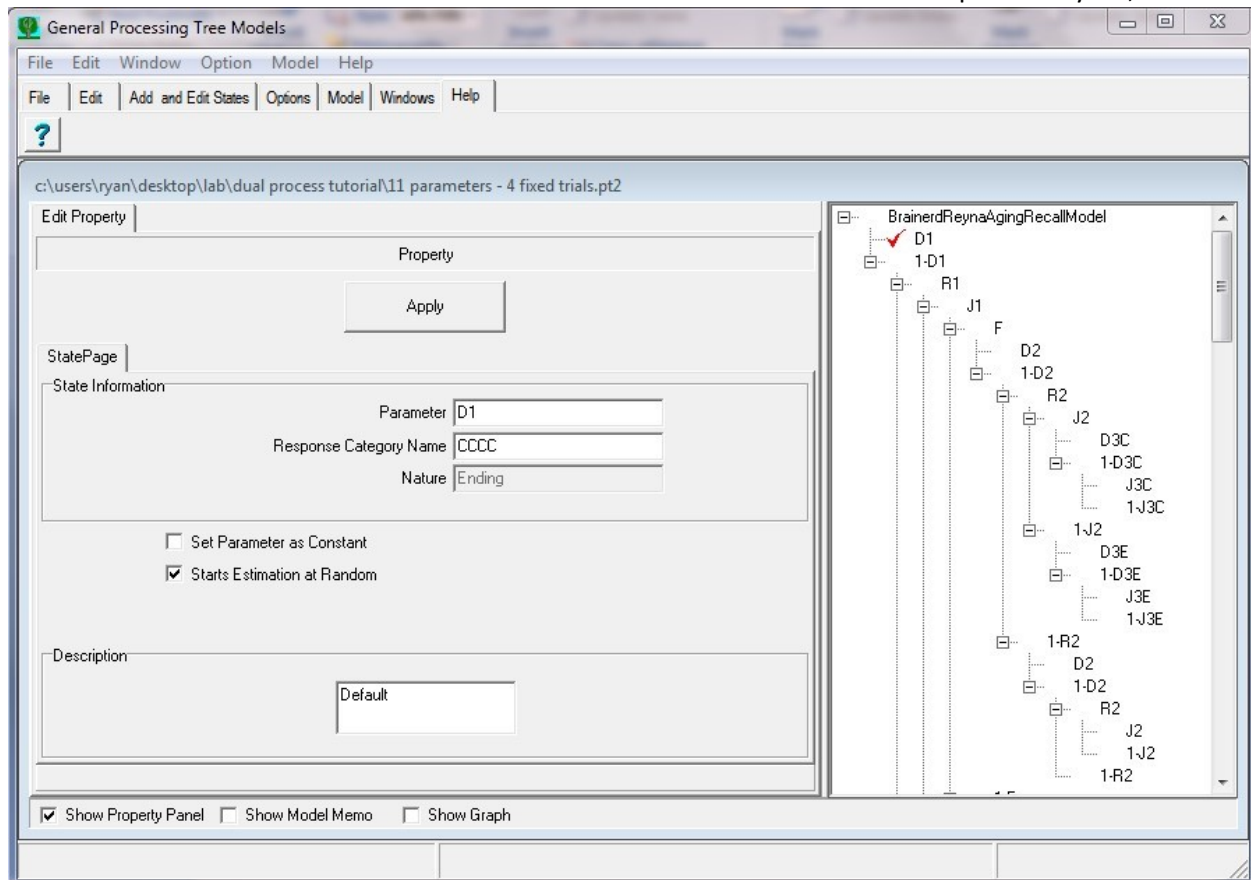 General Processing Tree Models
File Edit Window Option Model Help
File Edit Add and Edit States Options Model Windows Help
?
c:\users\ryan\desktop\lab\dual process tutorial\11 parameters - 4 fixed trials.pt2
Edit Property
Property
Apply
StatePage
State Information
Parameter D1
Response Category Name CCCC
Nature Ending
Set Parameter as Constant
Starts Estimation at Random
Description
Default
BrainerdReynaAgingRecallModel
D1
1-D1
R1
J1
F
D2
1-D2
R2
J2
D3C
1-D3C
J3C
1-J3C
1-J2
D3E
1-D3E
J3E
1-J3E
1-R2
D2
1-D2
R2
J2
1-J2
1-R2
Show Property Panel Show Model Memo Show Graph